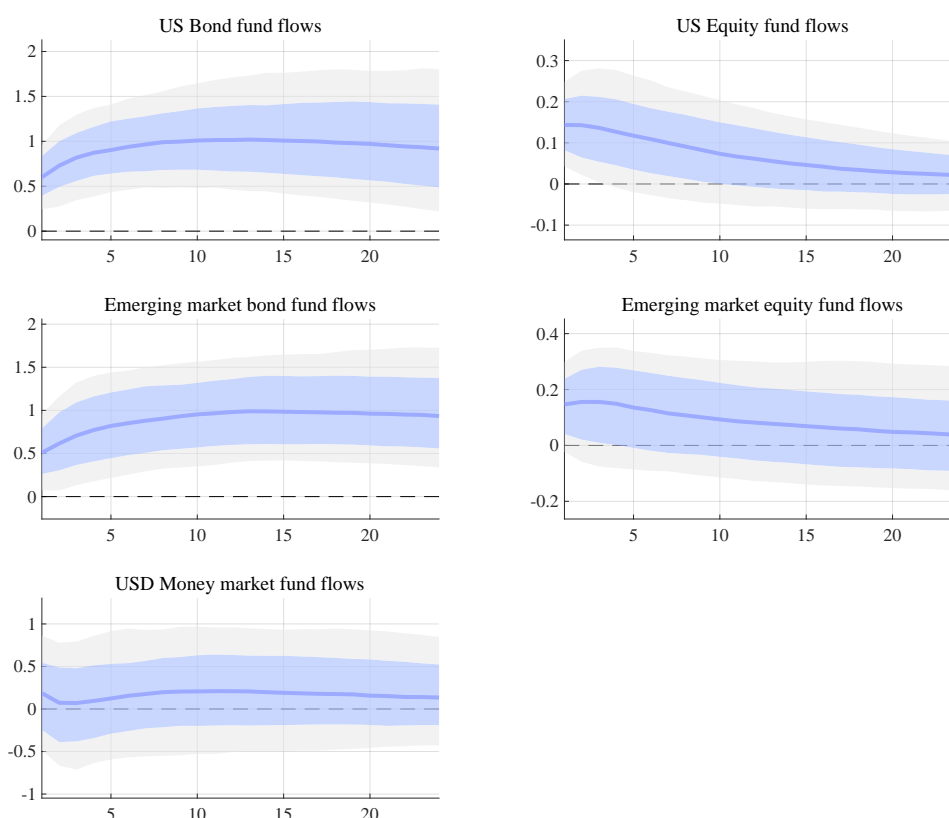 US Bond fund flows
2
1.5
1
0.5
0
5 10 15 20
US Equity fund flows
0.3
0.2
0.1
0
-0.1
5 10 15 20
Emerging market bond fund flows
2
1.5
1
0.5
0
5 10 15 20
Emerging market equity fund flows
0.4
0.2
0
-0.2
5 10 15 20
USD Money market fund flows
1
0.5
0
-0.5
-1
5 10 15 20